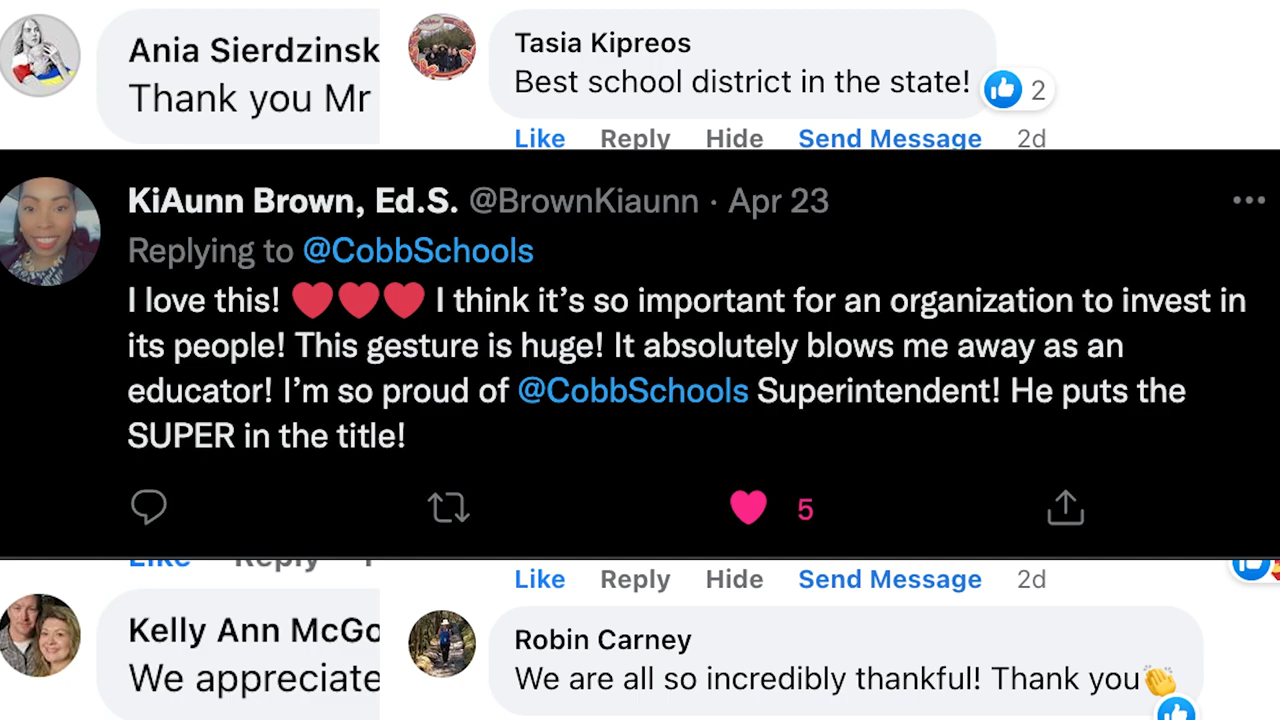 Ania Sierdzinsk
Thank you Mr
Tasia Kipreos
Best school district in the state!
2
Like Reply Hide Send Message 2d
KiAunn Brown, Ed.S. @BrownKiaunn · Apr 23
Replying to @CobbSchools
I love this! ❤️❤️❤️ I think it’s so important for an organization to invest in
its people! This gesture is huge! It absolutely blows me away as an
educator! I’m so proud of @CobbSchools Superintendent! He puts the
SUPER in the title!
5
Like Reply
Like Reply Hide Send Message 2d
Kelly Ann McGo
We appreciate
Robin Carney
We are all so incredibly thankful! Thank you👏